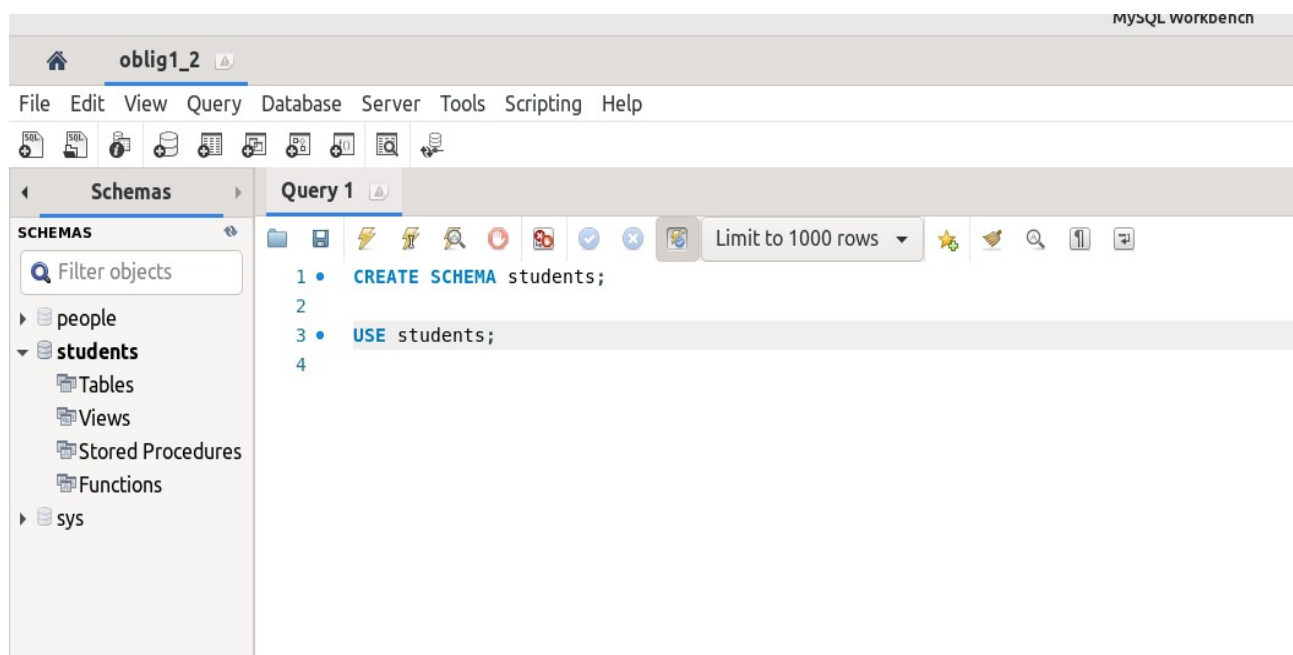 MySQL Workbench
oblig1_2
File Edit View Query Database Server Tools Scripting Help
Schemas
Query 1
SCHEMAS
Limit to 1000 rows
Filter objects
1 CREATE SCHEMA students;
2
people
3 USE students;
students
4
Tables
Views
Stored Procedures
Functions
sys